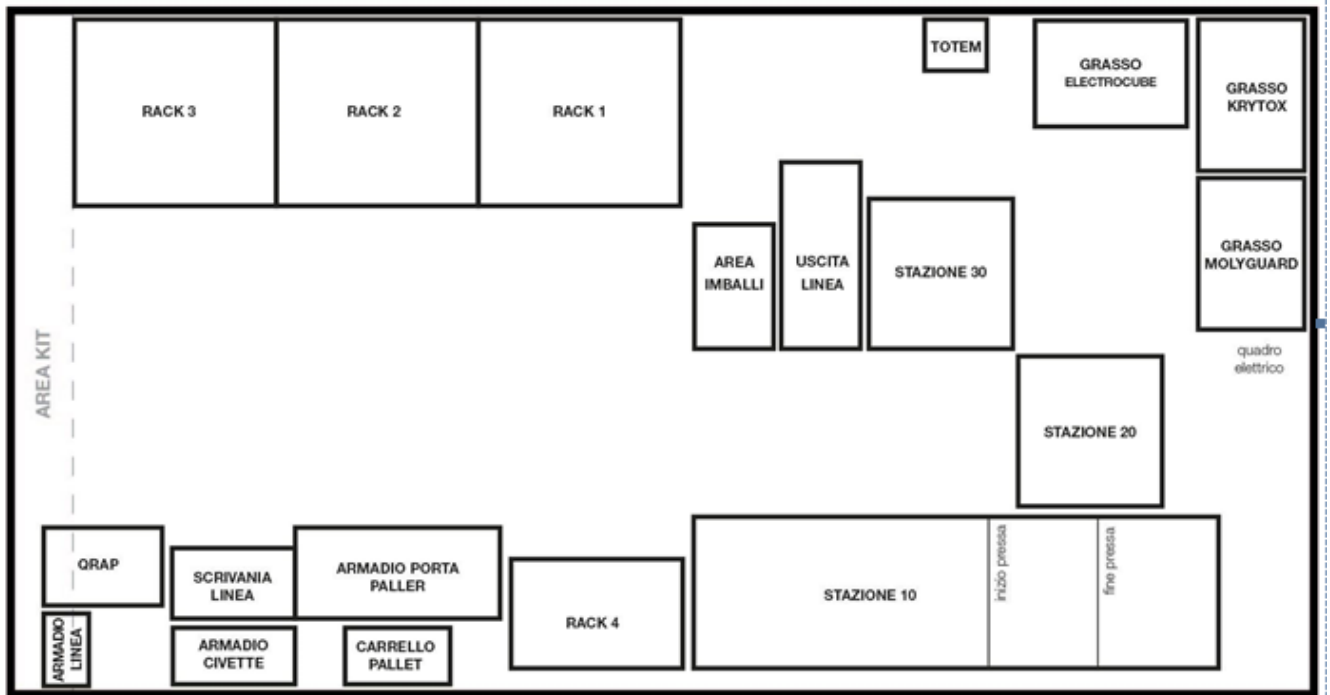 RACK 3
RACK 2
RACK 1
TOTEM
GRASSO
ELECTROCUBE
GRASSO
KRYTOX
AREA
IMBALLI
USCITA
LINEA
STAZIONE 30
GRASSO
MOLYGUARD
quadro
elettrico
AREA KIT
STAZIONE 20
QRAP
SCRIVANIA
LINEA
ARMADIO PORTA
PALLER
RACK 4
STAZIONE 10
inizio pressa
fine pressa
ARMADIO
LINEA
ARMADIO
CIVETTE
CARRELLO
PALLET